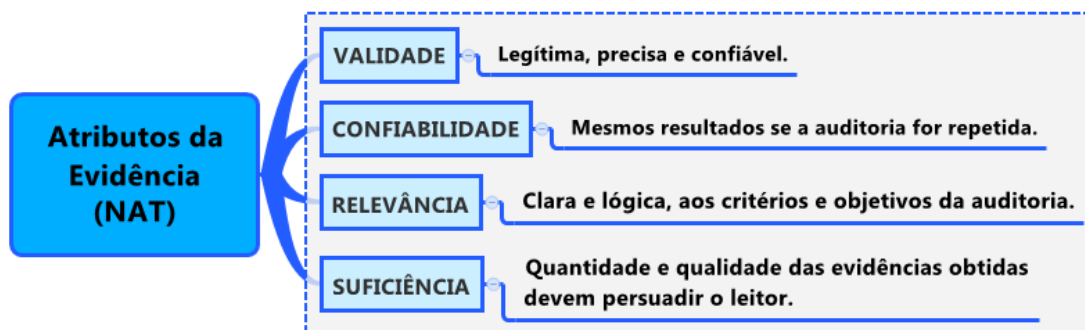 Atributos da
Evidência
(NAT)
VALIDADE
Legítima, precisa e confiável.
CONFIABILIDADE
Mesmos resultados se a auditoria for repetida.
RELEVÂNCIA
Clara e lógica, aos critérios e objetivos da auditoria.
SUFICIÊNCIA
Quantidade e qualidade das evidências obtidas
devem persuadir o leitor.